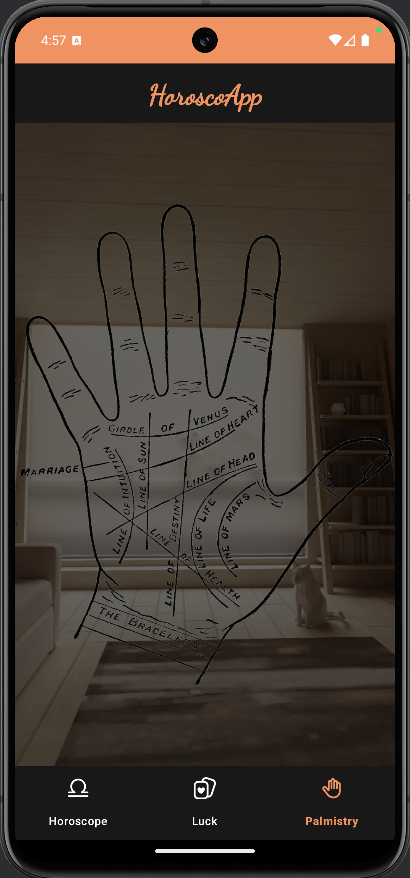 4:57 A
HoroscoApp
GIRDLE OF VENUS
LINE OF HEART
MARRIAGE
LINE OF INTUITION
LINE OF SUN
LINE OF HEAD
LINE OF DESTINY
LINE OF LIFE
LINE OF MARS
LINE OF HEALTH
THE BRACELETS
Horoscope
Luck
Palmistry